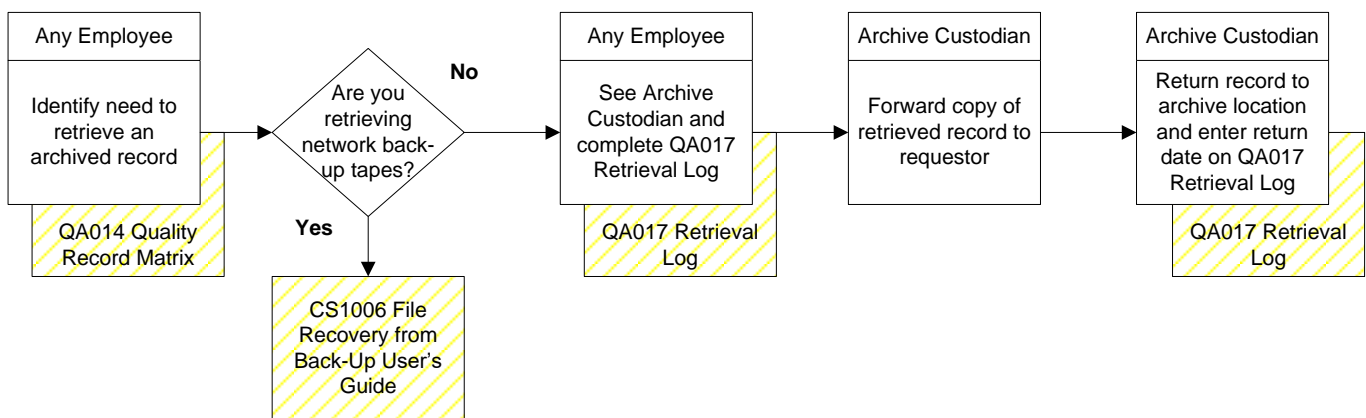 Any Employee
Identify need to
retrieve an
archived record
QA014 Quality
Record Matrix
Are you
retrieving
network back-
up tapes?
No
Yes
CS1006 File
Recovery from
Back-Up User's
Guide
Any Employee
See Archive
Custodian and
complete QA017
Retrieval Log
QA017 Retrieval
Log
Archive Custodian
Forward copy of
retrieved record to
requestor
Archive Custodian
Return record to
archive location
and enter return
date on QA017
Retrieval Log
QA017 Retrieval
Log